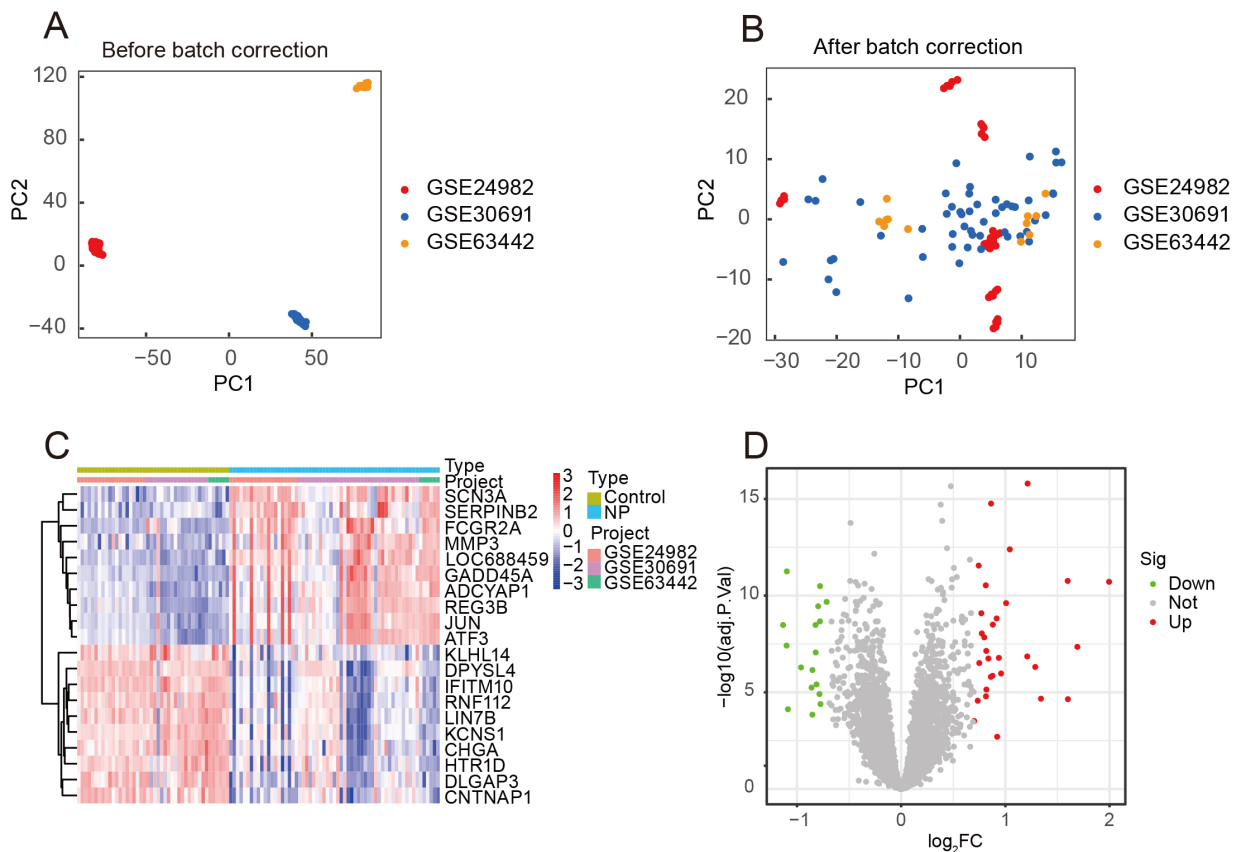 A
Before batch correction
120
80
40
0
−40
−50
0
50
PC1
PC2
GSE24982
GSE30691
GSE63442
B
After batch correction
20
10
0
−10
−20
−30
−20
−10
0
10
PC1
PC2
GSE24982
GSE30691
GSE63442
C
Type
Project
SCN3A
SERPINB2
FCGR2A
MMP3
LOC688459
GADD45A
ADCYAP1
REG3B
JUN
ATF3
KLHL14
DPYSL4
IFITM10
RNF112
LIN7B
KCNS1
CHGA
HTR1D
DLGAP3
CNTNAP1
3
2
1
0
−1
−2
−3
Type
Control
NP
Project
GSE24982
GSE30691
GSE63442
D
15
10
5
0
−1
0
1
2
−log10(adj.P.Val)
log₂FC
Sig
Down
Not
Up